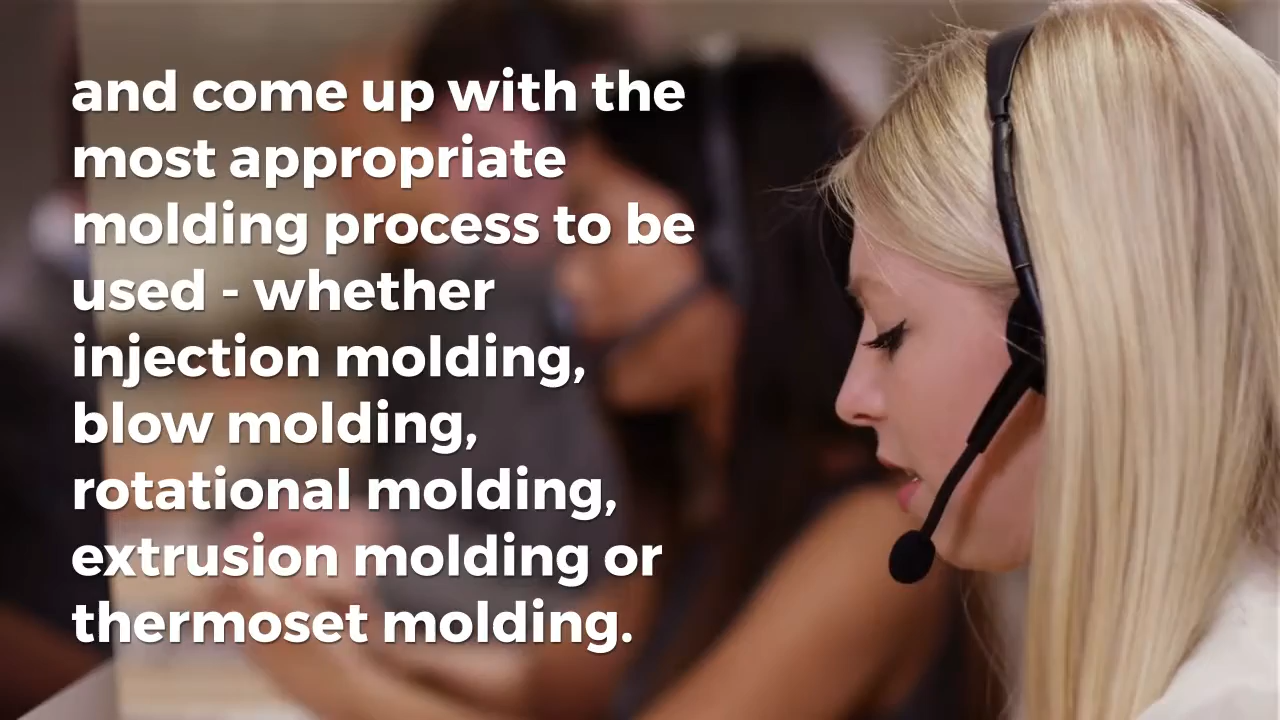 and come up with the
most appropriate
molding process to be
used - whether
injection molding,
blow molding,
rotational molding,
extrusion molding or
thermoset molding.